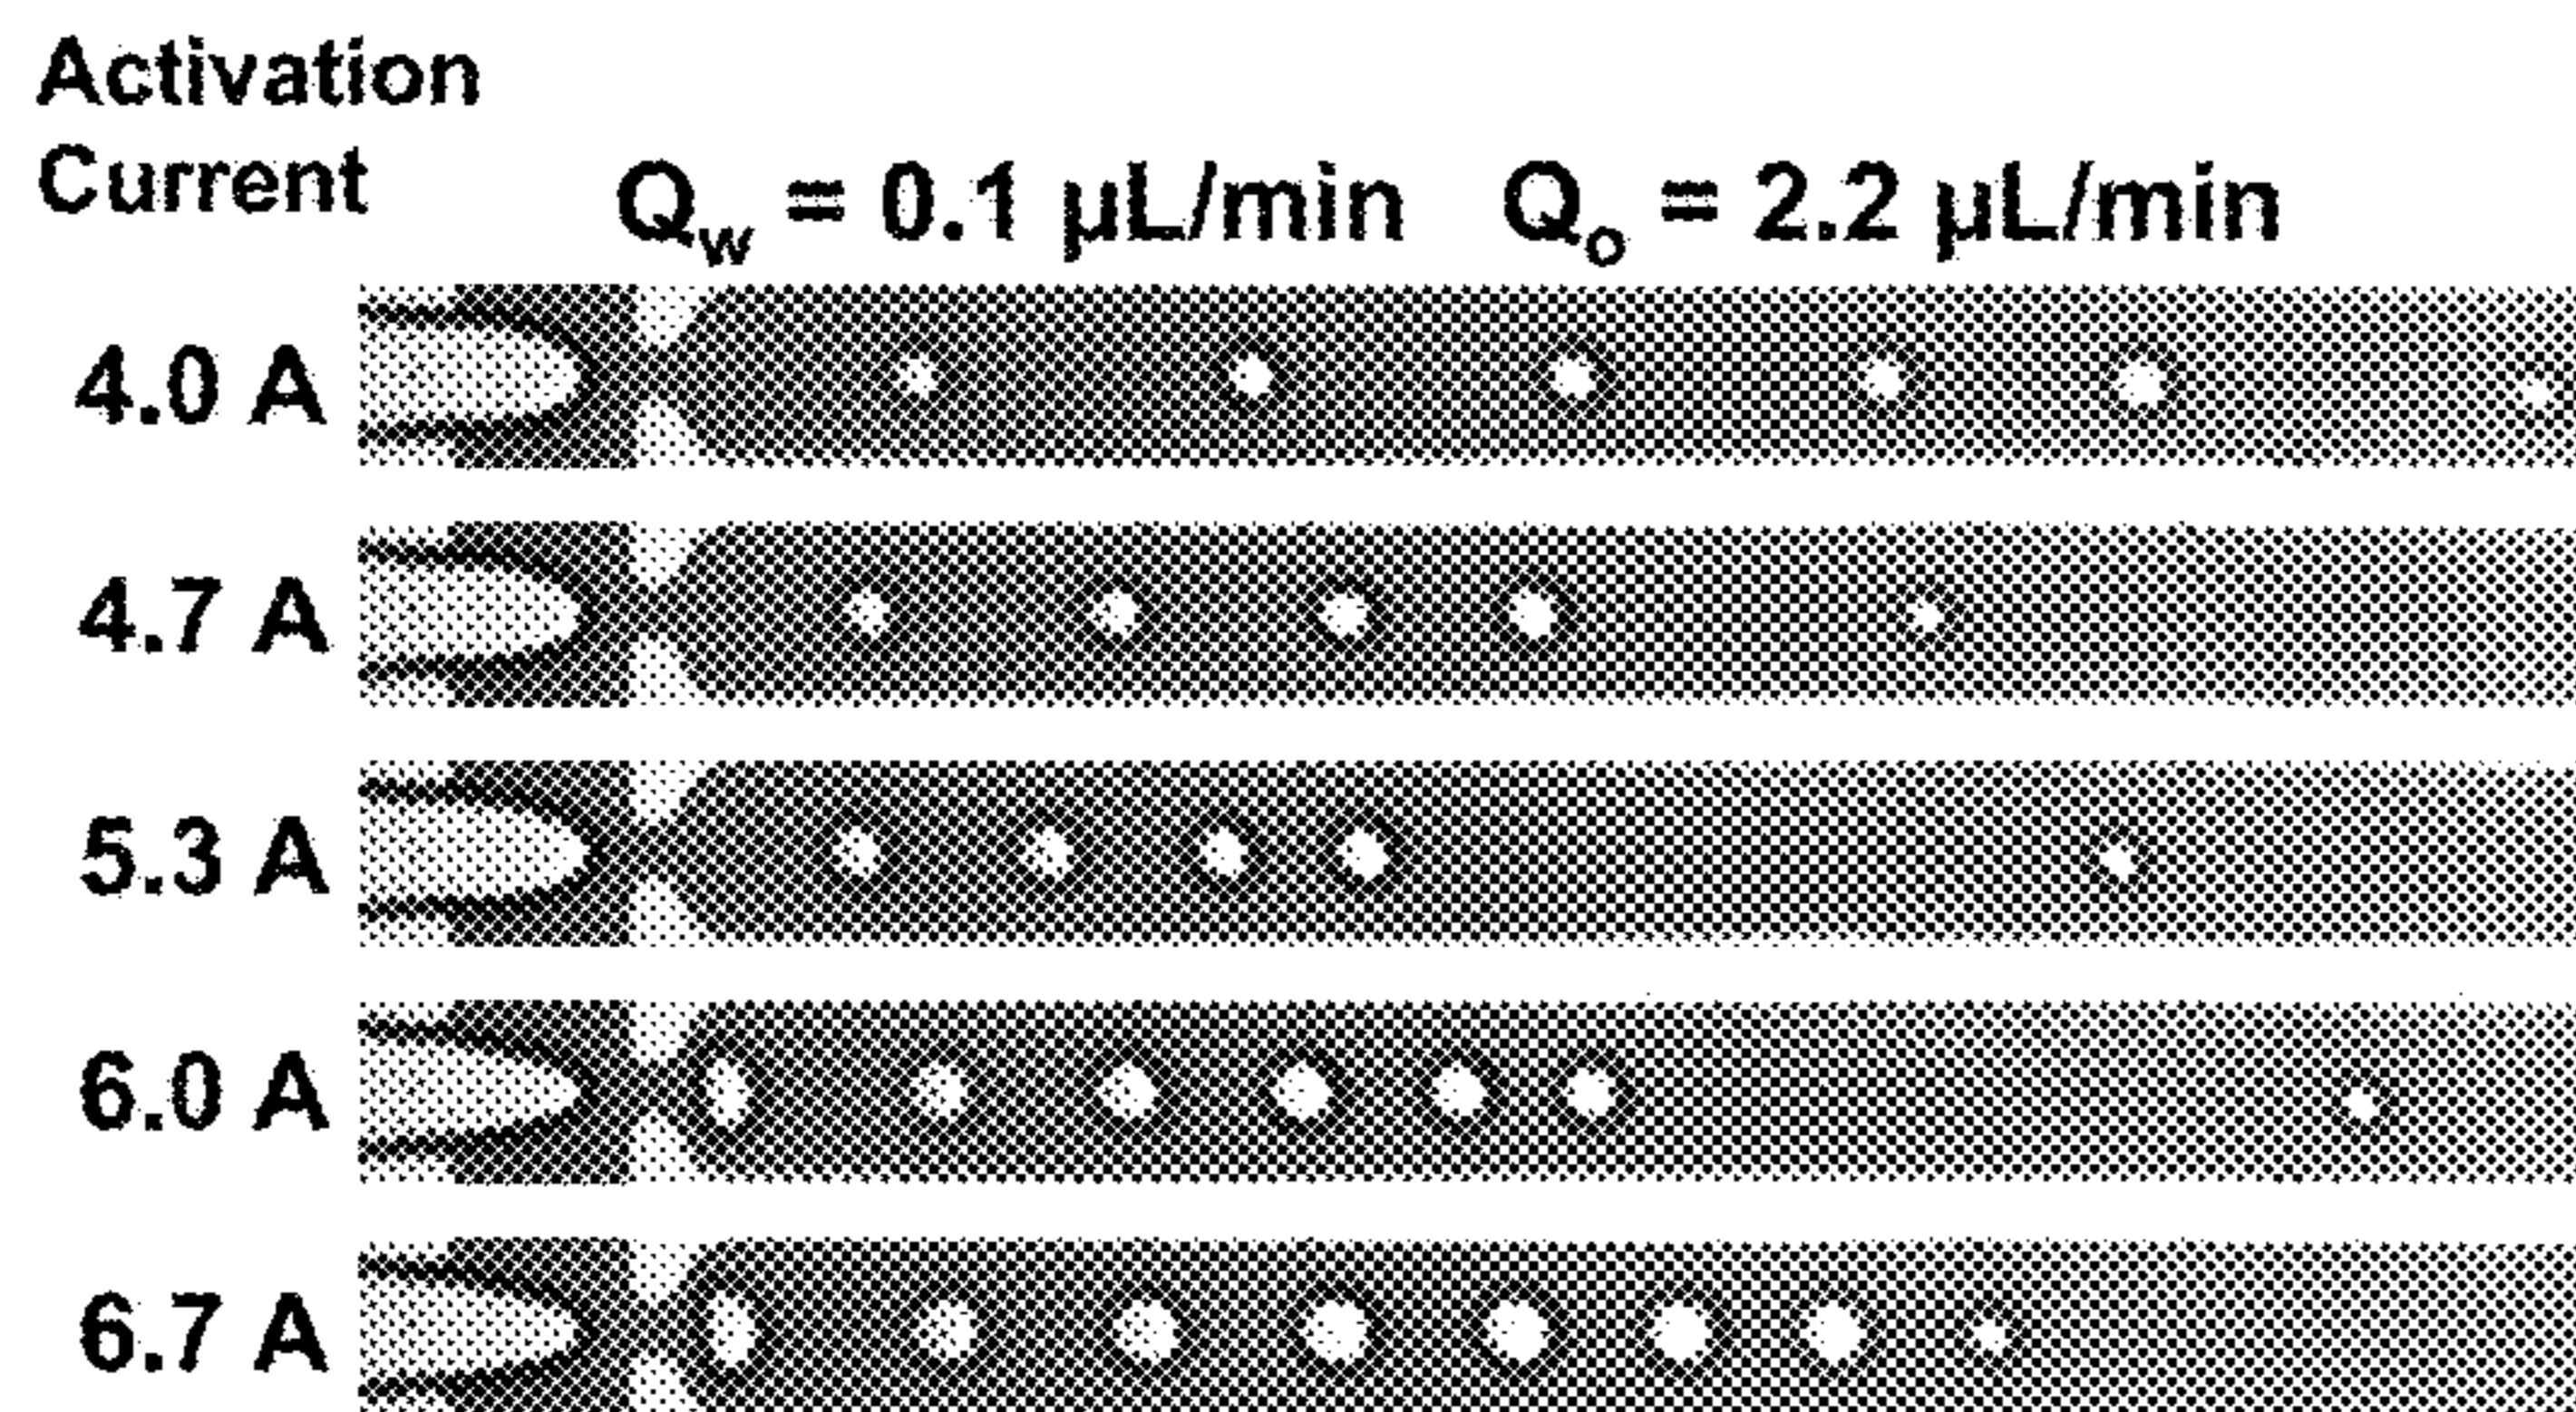 Activation
Current
Q_w = 0.1 µL/min Q_o = 2.2 µL/min
4.0 A
4.7 A
5.3 A
6.0 A
6.7 A